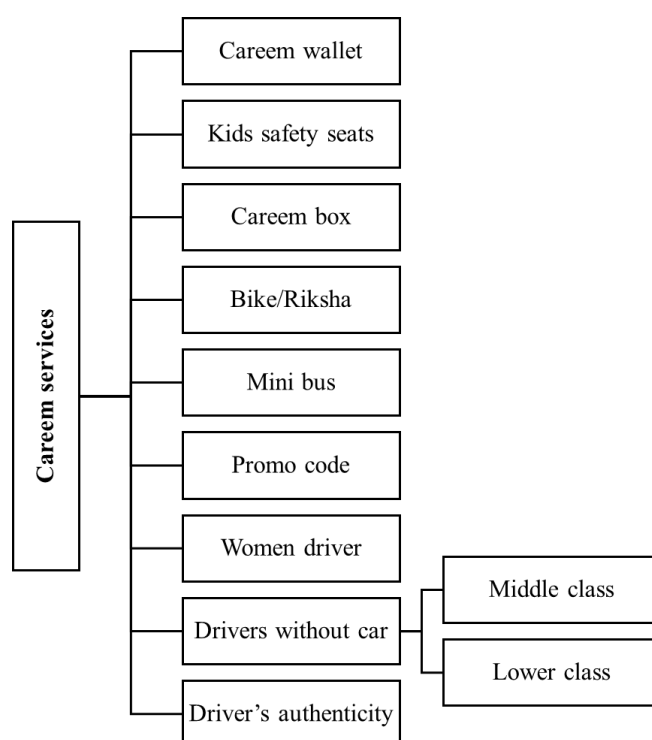 Careem services
Careem wallet
Kids safety seats
Careem box
Bike/Riksha
Mini bus
Promo code
Women driver
Drivers without car
Middle class
Lower class
Driver’s authenticity